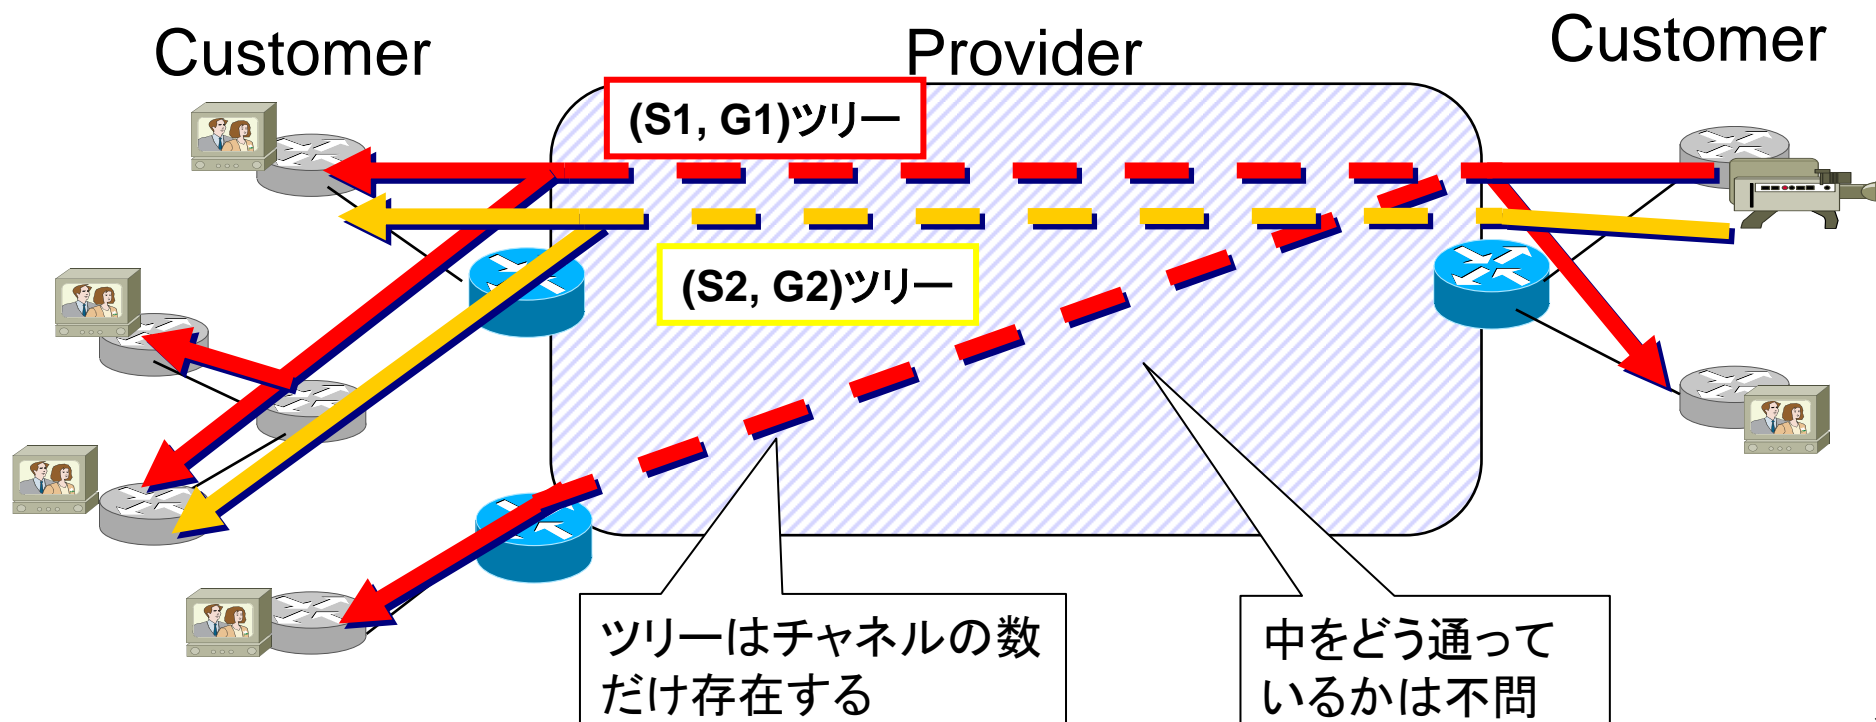 Customer
Provider
Customer
(S1, G1)ツリー
(S2, G2)ツリー
ツリーはチャネルの数
だけ存在する
中をどう通って
いるかは不問